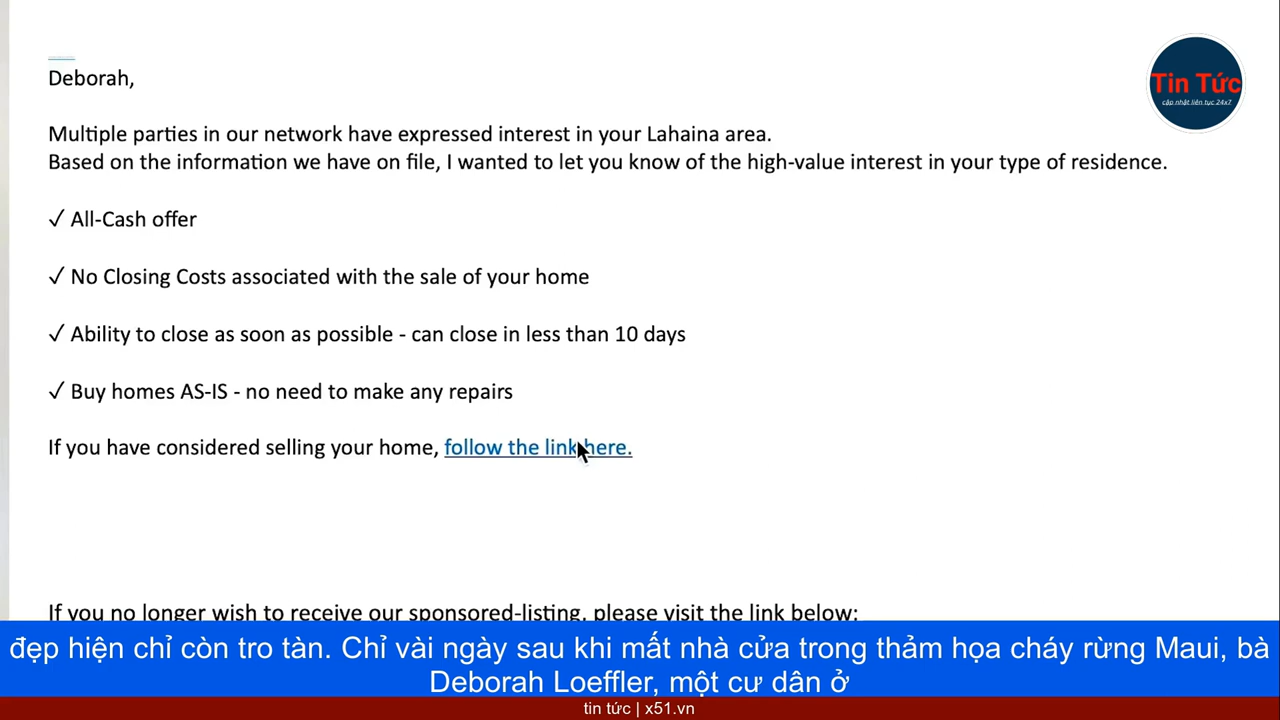 Deborah,
Tin Tức
cập nhật liên tục 24x7
Multiple parties in our network have expressed interest in your Lahaina area.
Based on the information we have on file, I wanted to let you know of the high-value interest in your type of residence.
✓ All-Cash offer
✓ No Closing Costs associated with the sale of your home
✓ Ability to close as soon as possible - can close in less than 10 days
✓ Buy homes AS-IS - no need to make any repairs
If you have considered selling your home, follow the link here.
If you no longer wish to receive our sponsored-listing, please visit the link below:
đẹp hiện chỉ còn tro tàn. Chỉ vài ngày sau khi mất nhà cửa trong thảm họa cháy rừng Maui, bà
Deborah Loeffler, một cư dân ở
tin tức | x51.vn